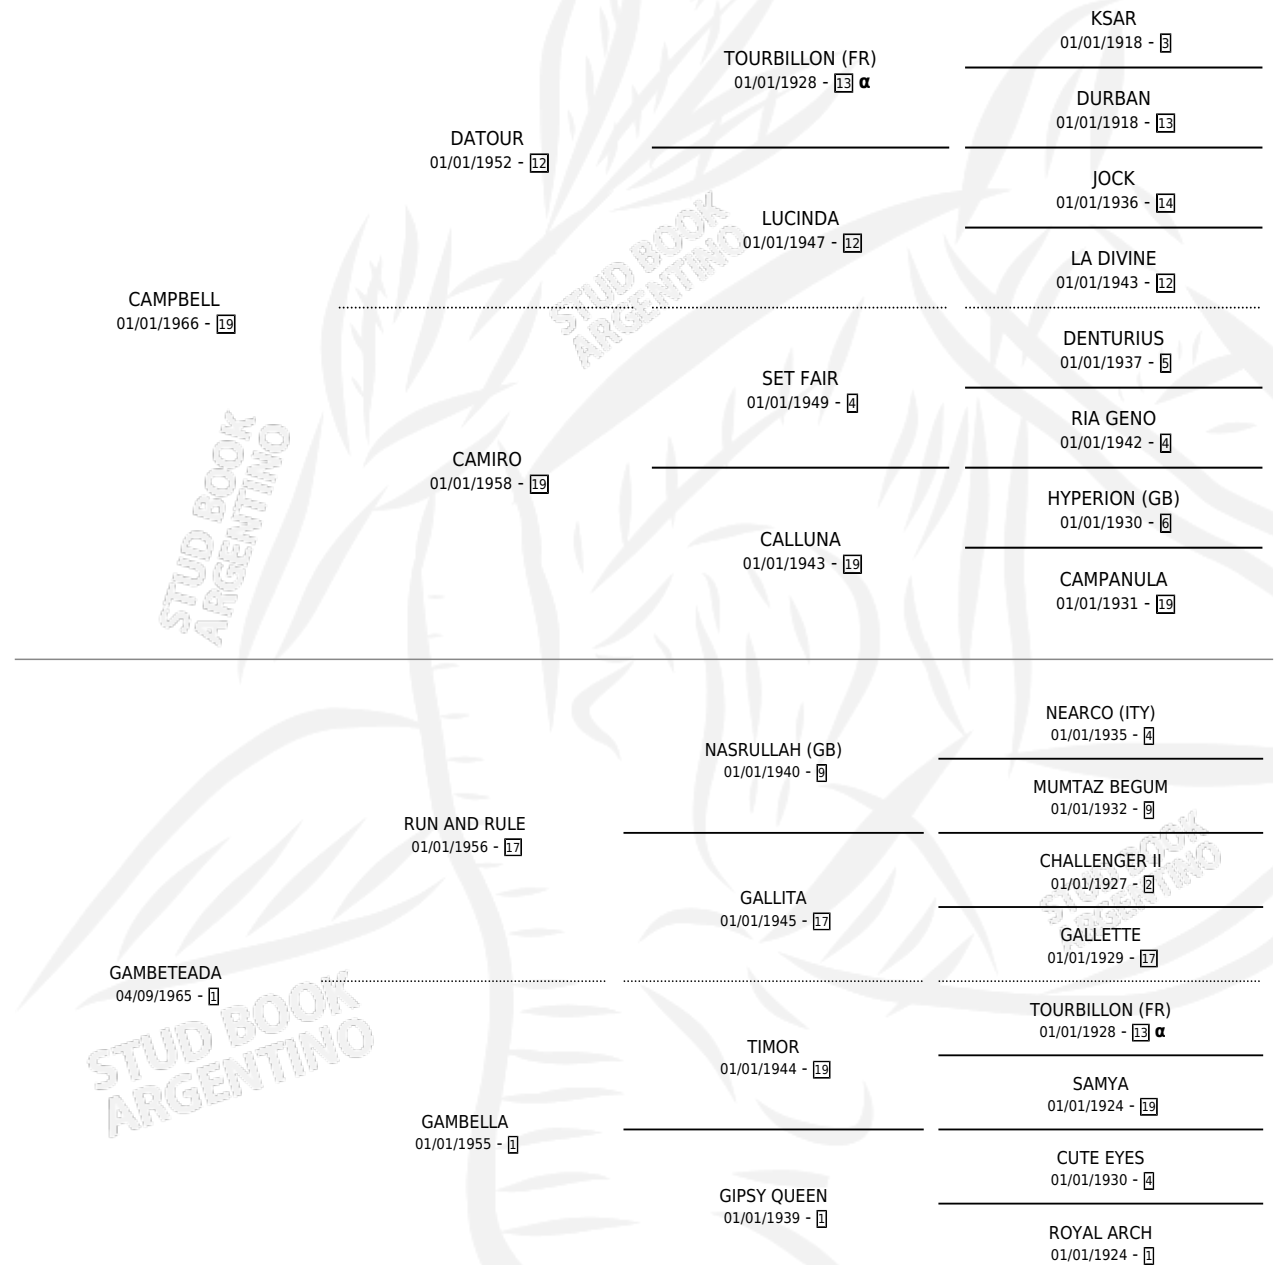 KSAR
01/01/1918 - 3
TOURBILLON (FR)
01/01/1928 - 13 α
DURBAN
01/01/1918 - 13
DATOUR
01/01/1952 - 12
JOCK
01/01/1936 - 14
LUCINDA
01/01/1947 - 12
LA DIVINE
01/01/1943 - 12
CAMPBELL
01/01/1966 - 19
DENTURIUS
01/01/1937 - 5
SET FAIR
01/01/1949 - 4
RIA GENO
01/01/1942 - 4
CAMIRO
01/01/1958 - 19
HYPERION (GB)
01/01/1930 - 6
CALLUNA
01/01/1943 - 19
CAMPANULA
01/01/1931 - 19
NEARCO (ITY)
01/01/1935 - 4
NASRULLAH (GB)
01/01/1940 - 9
MUMTAZ BEGUM
01/01/1932 - 9
RUN AND RULE
01/01/1956 - 17
CHALLENGER II
01/01/1927 - 2
GALLITA
01/01/1945 - 17
GALLETTE
01/01/1929 - 17
GAMBETEADA
04/09/1965 - 1
TOURBILLON (FR)
01/01/1928 - 13 α
TIMOR
01/01/1944 - 19
SAMYA
01/01/1924 - 19
GAMBELLA
01/01/1955 - 1
CUTE EYES
01/01/1930 - 4
GIPSY QUEEN
01/01/1939 - 1
ROYAL ARCH
01/01/1924 - 1
STUD BOOK
ARGENTINO
STUD BOOK
ARGENTINO
STUD BOOK
ARGENTINO
STUD BOOK
ARGENTINO